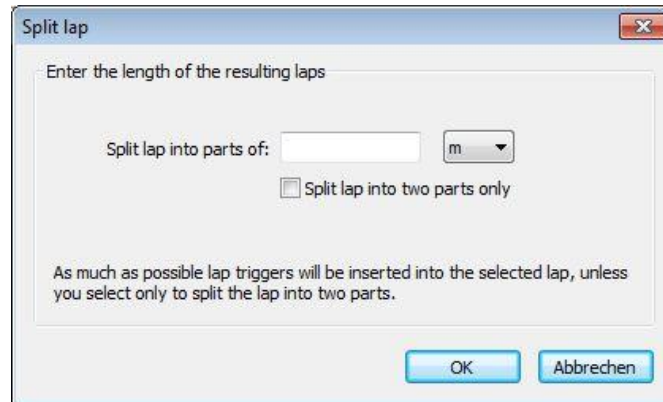 Split lap
Enter the length of the resulting laps
Split lap into parts of:
m
Split lap into two parts only
As much as possible lap triggers will be inserted into the selected lap, unless
you select only to split the lap into two parts.
OK
Abbrechen